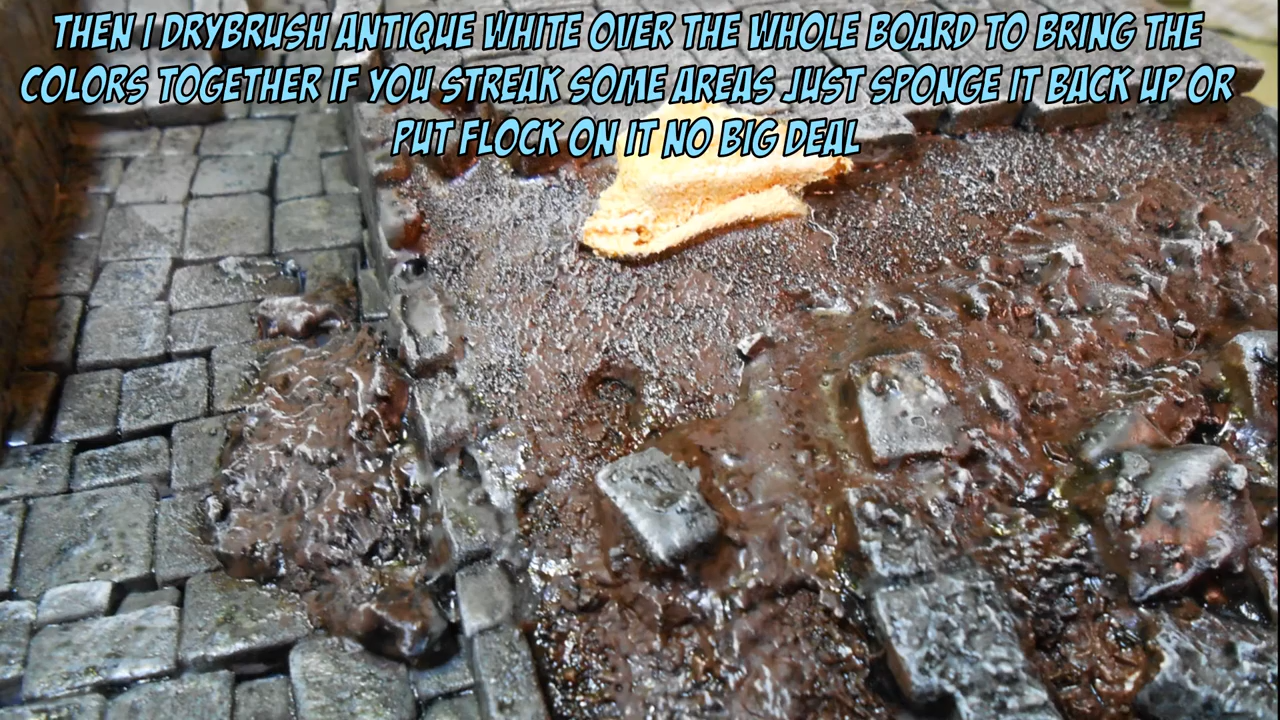 THEN I DRYBRUSH ANTIQUE WHITE OVER THE WHOLE BOARD TO BRING THE
COLORS TOGETHER IF YOU STREAK SOME AREAS JUST SPONGE IT BACK UP OR
PUT FLOCK ON IT NO BIG DEAL